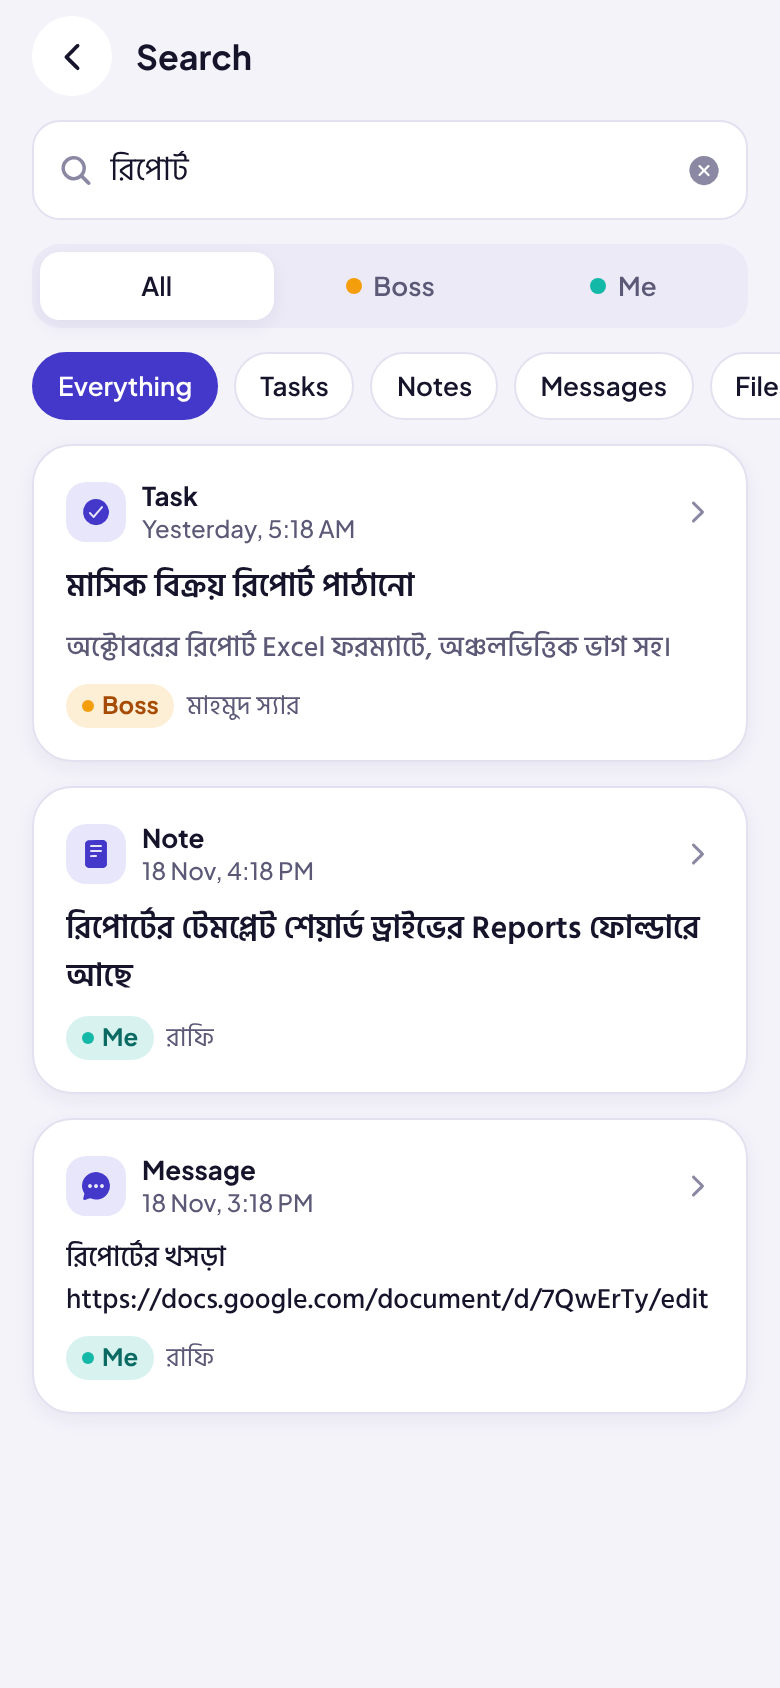 Search
রিপোর্ট
All
Boss
Me
Everything
Tasks
Notes
Messages
File
Task
Yesterday, 5:18 AM
মাসিক বিক্রয় রিপোর্ট পাঠানো
অক্টোবরের রিপোর্ট Excel ফরম্যাটে, অঞ্চলভিত্তিক ভাগ সহ।
Boss মাহমুদ স্যার
Note
18 Nov, 4:18 PM
রিপোর্টের টেমপ্লেট শেয়ার্ড ড্রাইভের Reports ফোল্ডারে
আছে
Me রাফি
Message
18 Nov, 3:18 PM
রিপোর্টের খসড়া
https://docs.google.com/document/d/7QwErTy/edit
Me রাফি